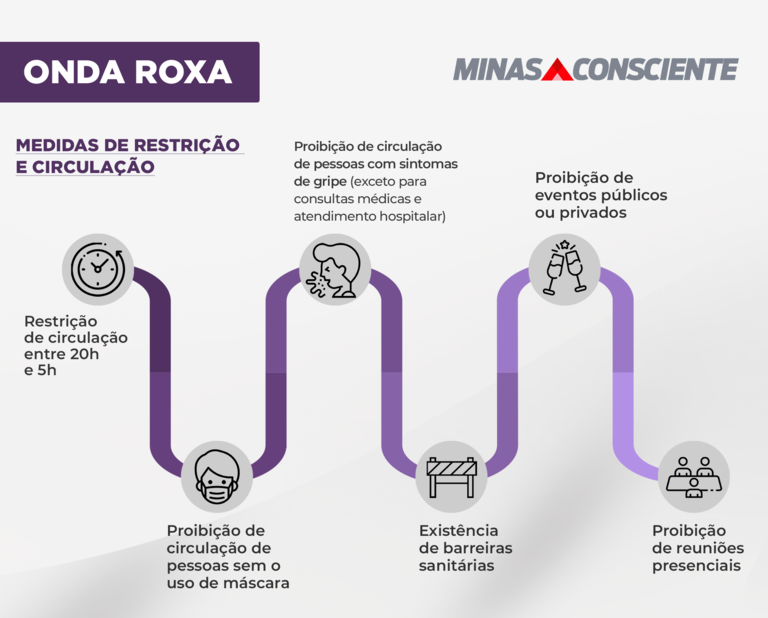 ONDA ROXA
MINAS CONSCIENTE
MEDIDAS DE RESTRIÇÃO
E CIRCULAÇÃO
Restrição
de circulação
entre 20h
e 5h
Proibição de
circulação de
pessoas sem o
uso de máscara
Proibição de circulação
de pessoas com sintomas
de gripe (exceto para
consultas médicas e
atendimento hospitalar)
Existência
de barreiras
sanitárias
Proibição de
eventos públicos
ou privados
Proibição
de reuniões
presenciais